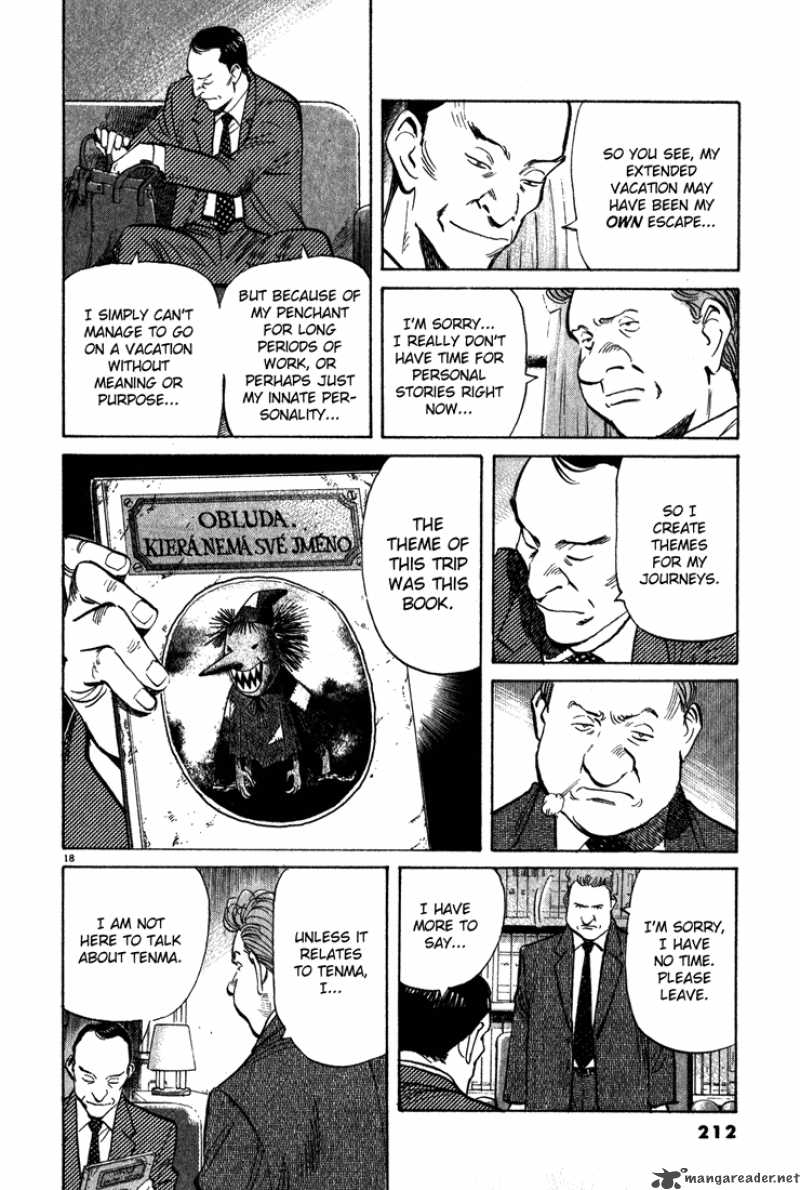 SO YOU SEE, MY
EXTENDED
VACATION MAY
HAVE BEEN MY
OWN ESCAPE...
I'M SORRY...
I REALLY DON'T
HAVE TIME FOR
PERSONAL
STORIES RIGHT
NOW...
BUT BECAUSE OF
MY PENCHANT
FOR LONG
PERIODS OF
WORK, OR
PERHAPS JUST
MY INNATE PER-
SONALITY...
I SIMPLY CAN'T
MANAGE TO GO
ON A VACATION
WITHOUT
MEANING OR
PURPOSE...
SO I
CREATE
THEMES
FOR MY
JOURNEYS.
THE
THEME OF
THIS TRIP
WAS THIS
BOOK.
OBLUDA,
KTERÁ NEMÁ SVÉ JMÉNO
18
I'M SORRY,
I HAVE
NO TIME.
PLEASE
LEAVE.
I HAVE
MORE TO
SAY...
UNLESS IT
RELATES
TO TENMA,
I...
I AM NOT
HERE TO TALK
ABOUT TENMA.
212
mangareader.net